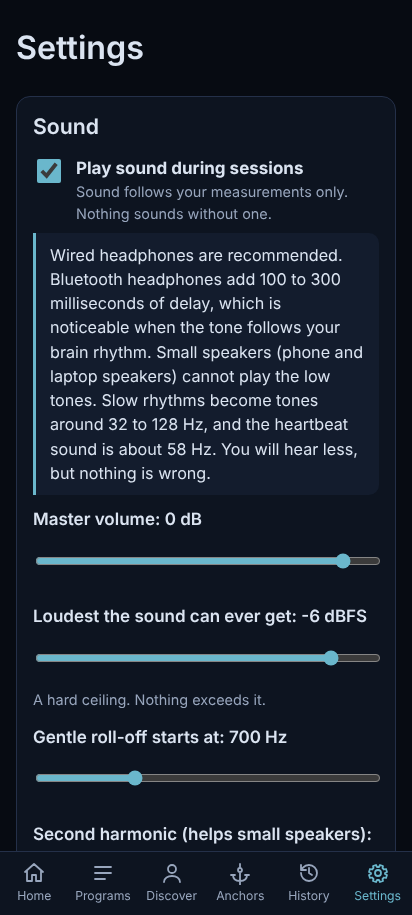 Settings
Sound
Play sound during sessions
Sound follows your measurements only.
Nothing sounds without one.
Wired headphones are recommended.
Bluetooth headphones add 100 to 300
milliseconds of delay, which is
noticeable when the tone follows your
brain rhythm. Small speakers (phone and
laptop speakers) cannot play the low
tones. Slow rhythms become tones
around 32 to 128 Hz, and the heartbeat
sound is about 58 Hz. You will hear less,
but nothing is wrong.
Master volume: 0 dB
Loudest the sound can ever get: -6 dBFS
A hard ceiling. Nothing exceeds it.
Gentle roll-off starts at: 700 Hz
Second harmonic (helps small speakers):
Home Programs Discover Anchors History Settings